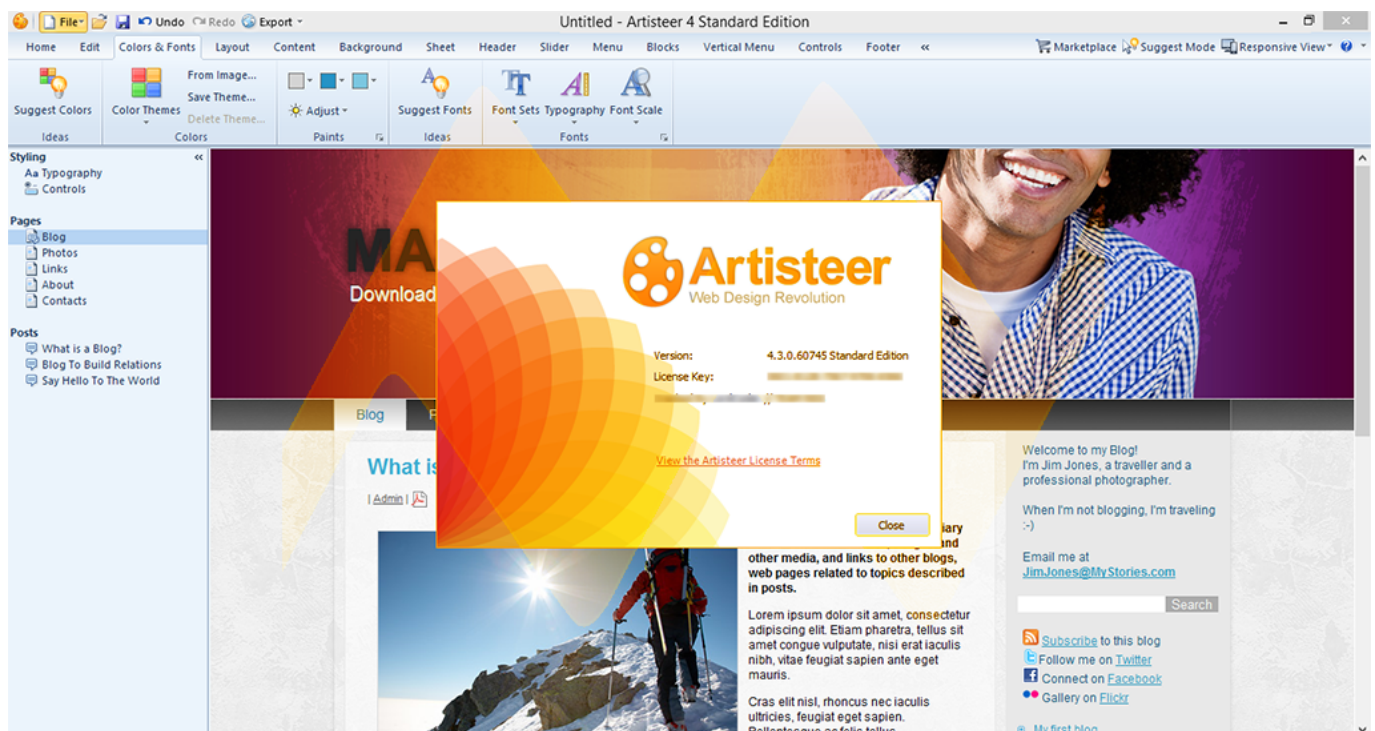 File
Undo
Redo
Export
Untitled - Artisteer 4 Standard Edition
Home
Edit
Colors & Fonts
Layout
Content
Background
Sheet
Header
Slider
Menu
Blocks
Vertical Menu
Controls
Footer
«
Marketplace
Suggest Mode
Responsive View
Suggest Colors
Color Themes
From Image...
Save Theme...
Delete Theme...
Adjust
Suggest Fonts
Font Sets
Typography
Font Scale
Ideas
Colors
Paints
Ideas
Fonts
Styling
«
Aa Typography
Controls
Pages
Blog
Photos
Links
About
Contacts
Posts
What is a Blog?
Blog To Build Relations
Say Hello To The World
MA
Download
Blog
What is
| Admin |
Artisteer
Web Design Revolution
Version: 4.3.0.60745 Standard Edition
License Key:
View the Artisteer License Terms
Close
other media, and links to other blogs,
web pages related to topics described
in posts.
Lorem ipsum dolor sit amet, consectetur
adipiscing elit. Etiam pharetra, tellus sit
amet congue vulputate, nisi erat iaculis
nibh, vitae feugiat sapien ante eget
mauris.
Cras elit nisl, rhoncus nec iaculis
ultricies, feugiat eget sapien.
Welcome to my Blog!
I'm Jim Jones, a traveller and a
professional photographer.
When I'm not blogging, I'm traveling
:-)
Email me at
JimJones@MyStories.com
Search
Subscribe to this blog
Follow me on Twitter
Connect on Facebook
Gallery on Flickr
My first blog